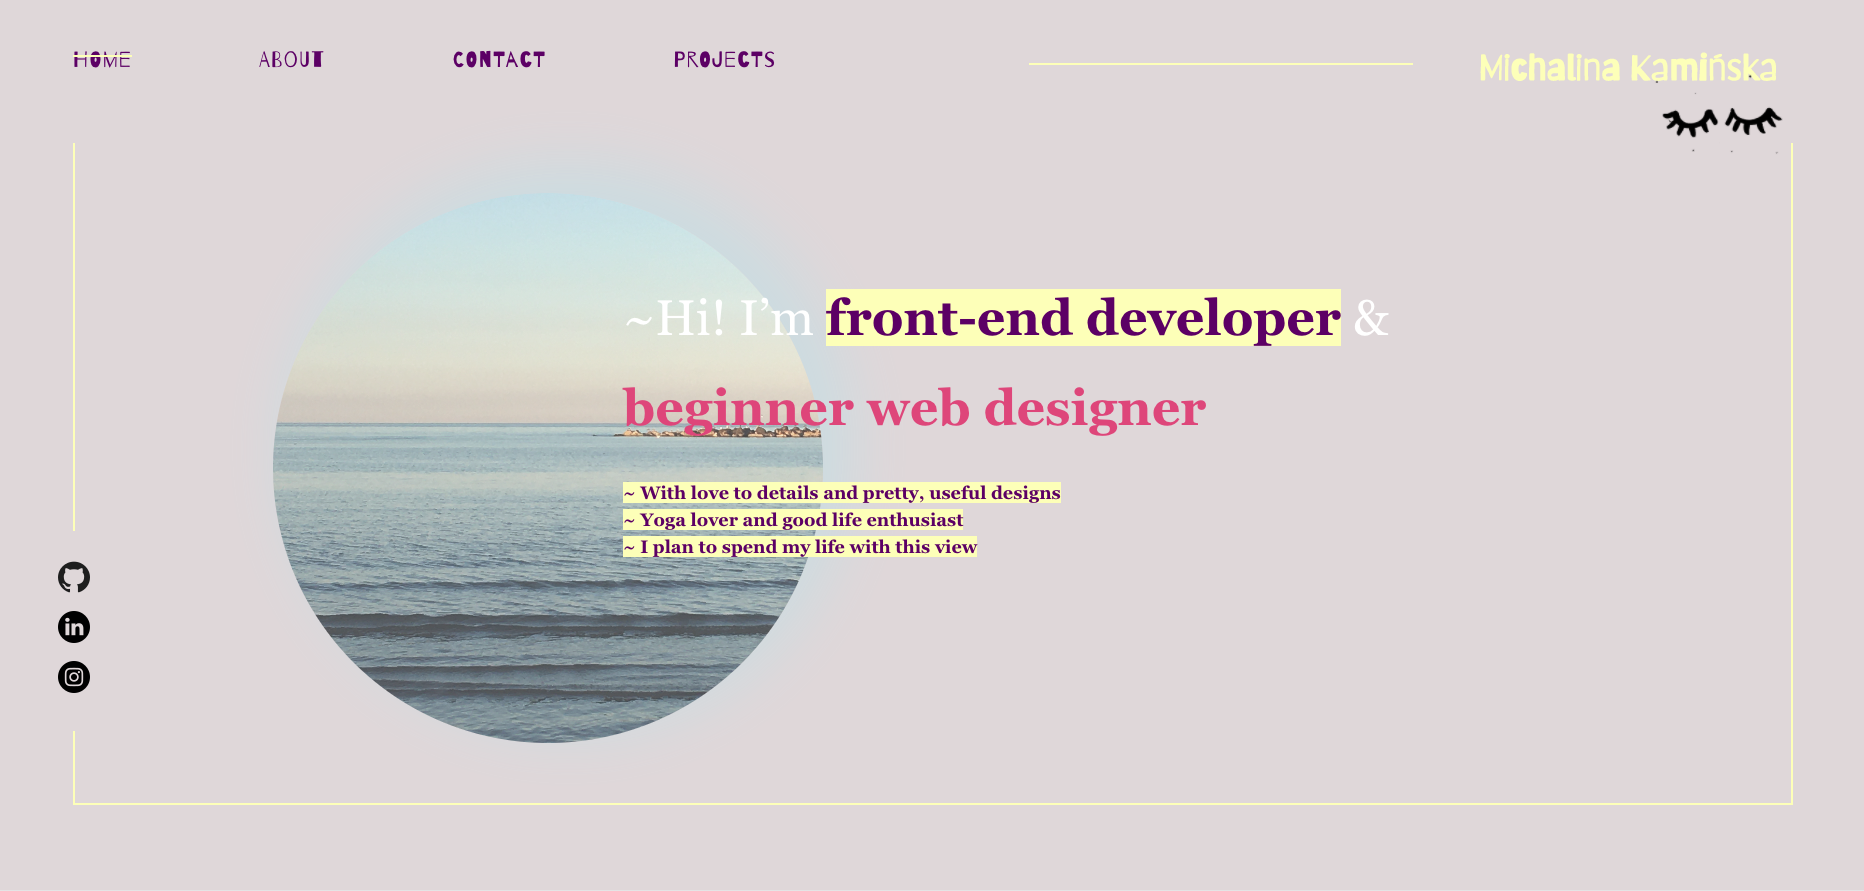 HOME
ABOUT
CONTACT
PROJECTS
Michalina Kamińska
~Hi! I’m front-end developer &
beginner web designer
~ With love to details and pretty, useful designs
~ Yoga lover and good life enthusiast
~ I plan to spend my life with this view
in